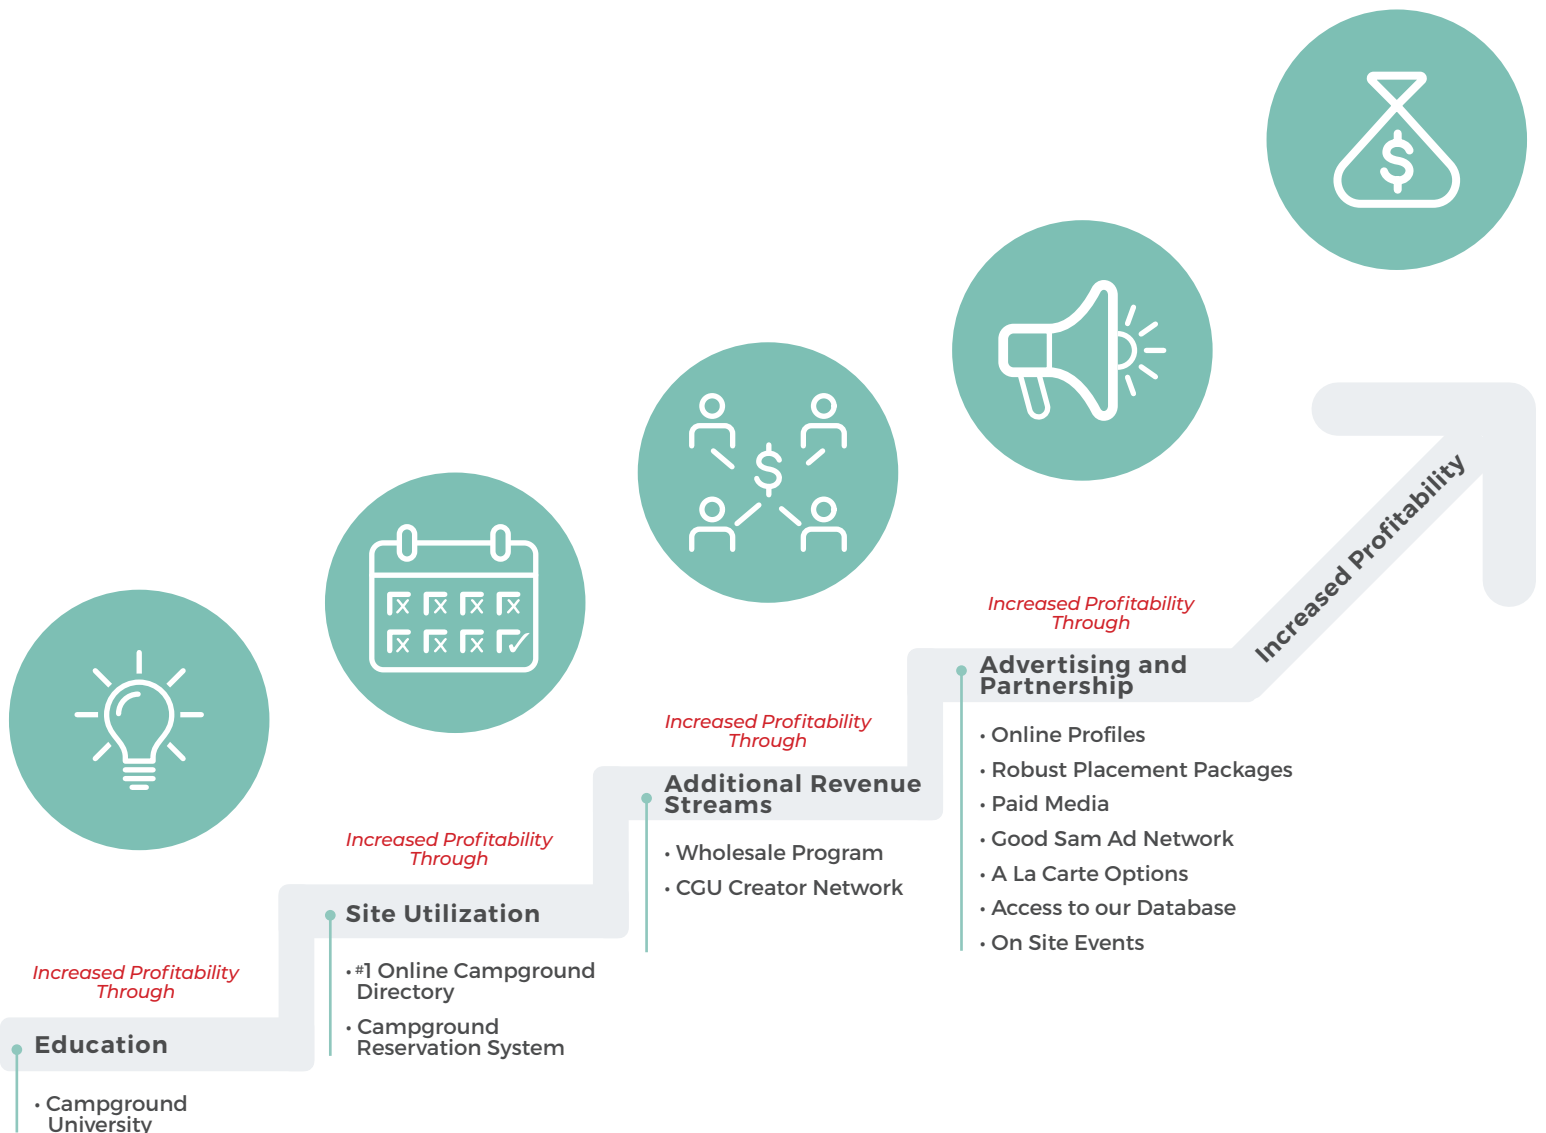 Increased Profitability
Through
Education
• Campground
University
Increased Profitability
Through
Site Utilization
• #1 Online Campground
Directory
• Campground
Reservation System
Increased Profitability
Through
Additional Revenue
Streams
• Wholesale Program
• CGU Creator Network
Increased Profitability
Through
Advertising and
Partnership
• Online Profiles
• Robust Placement Packages
• Paid Media
• Good Sam Ad Network
• A La Carte Options
• Access to our Database
• On Site Events
Increased Profitability
$
$
x x x x
x x x ✓